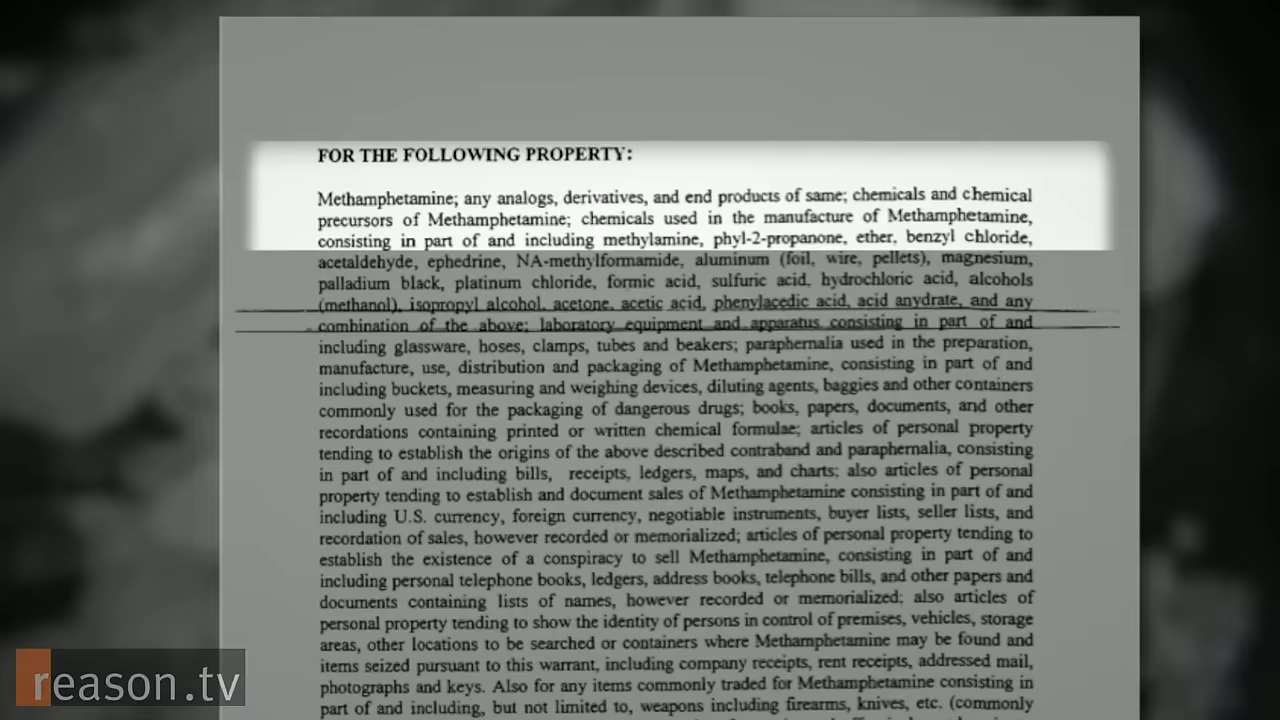 FOR THE FOLLOWING PROPERTY:
Methamphetamine; any analogs, derivatives, and end products of same; chemicals and chemical
precursors of Methamphetamine; chemicals used in the manufacture of Methamphetamine,
consisting in part of and including methylamine, phyl-2-propanone, ether, benzyl chloride,
acetaldehyde, ephedrine, NA-methylformamide, aluminum (foil, wire, pellets), magnesium,
palladium black, platinum chloride, formic acid, sulfuric acid, hydrochloric acid, alcohols
(methanol), isopropyl alcohol, acetone, acetic acid, phenylacedic acid, acid anydrate, and any
combination of the above; laboratory equipment and apparatus consisting in part of and
including glassware, hoses, clamps, tubes and beakers; paraphernalia used in the preparation,
manufacture, use, distribution and packaging of Methamphetamine, consisting in part of and
including buckets, measuring and weighing devices, diluting agents, baggies and other containers
commonly used for the packaging of dangerous drugs; books, papers, documents, and other
recordations containing printed or written chemical formulae; articles of personal property
tending to establish the origins of the above described contraband and paraphernalia, consisting
in part of and including bills, receipts, ledgers, maps, and charts; also articles of personal
property tending to establish and document sales of Methamphetamine consisting in part of and
including U.S. currency, foreign currency, negotiable instruments, buyer lists, seller lists, and
recordation of sales, however recorded or memorialized; articles of personal property tending to
establish the existence of a conspiracy to sell Methamphetamine, consisting in part of and
including personal telephone books, ledgers, address books, telephone bills, and other papers and
documents containing lists of names, however recorded or memorialized; also articles of
personal property tending to show the identity of persons in control of premises, vehicles, storage
areas, other locations to be searched or containers where Methamphetamine may be found and
items seized pursuant to this warrant, including company receipts, rent receipts, addressed mail,
photographs and keys. Also for any items commonly traded for Methamphetamine consisting in
part of and including, but not limited to, weapons including firearms, knives, etc. (commonly
reason.tv